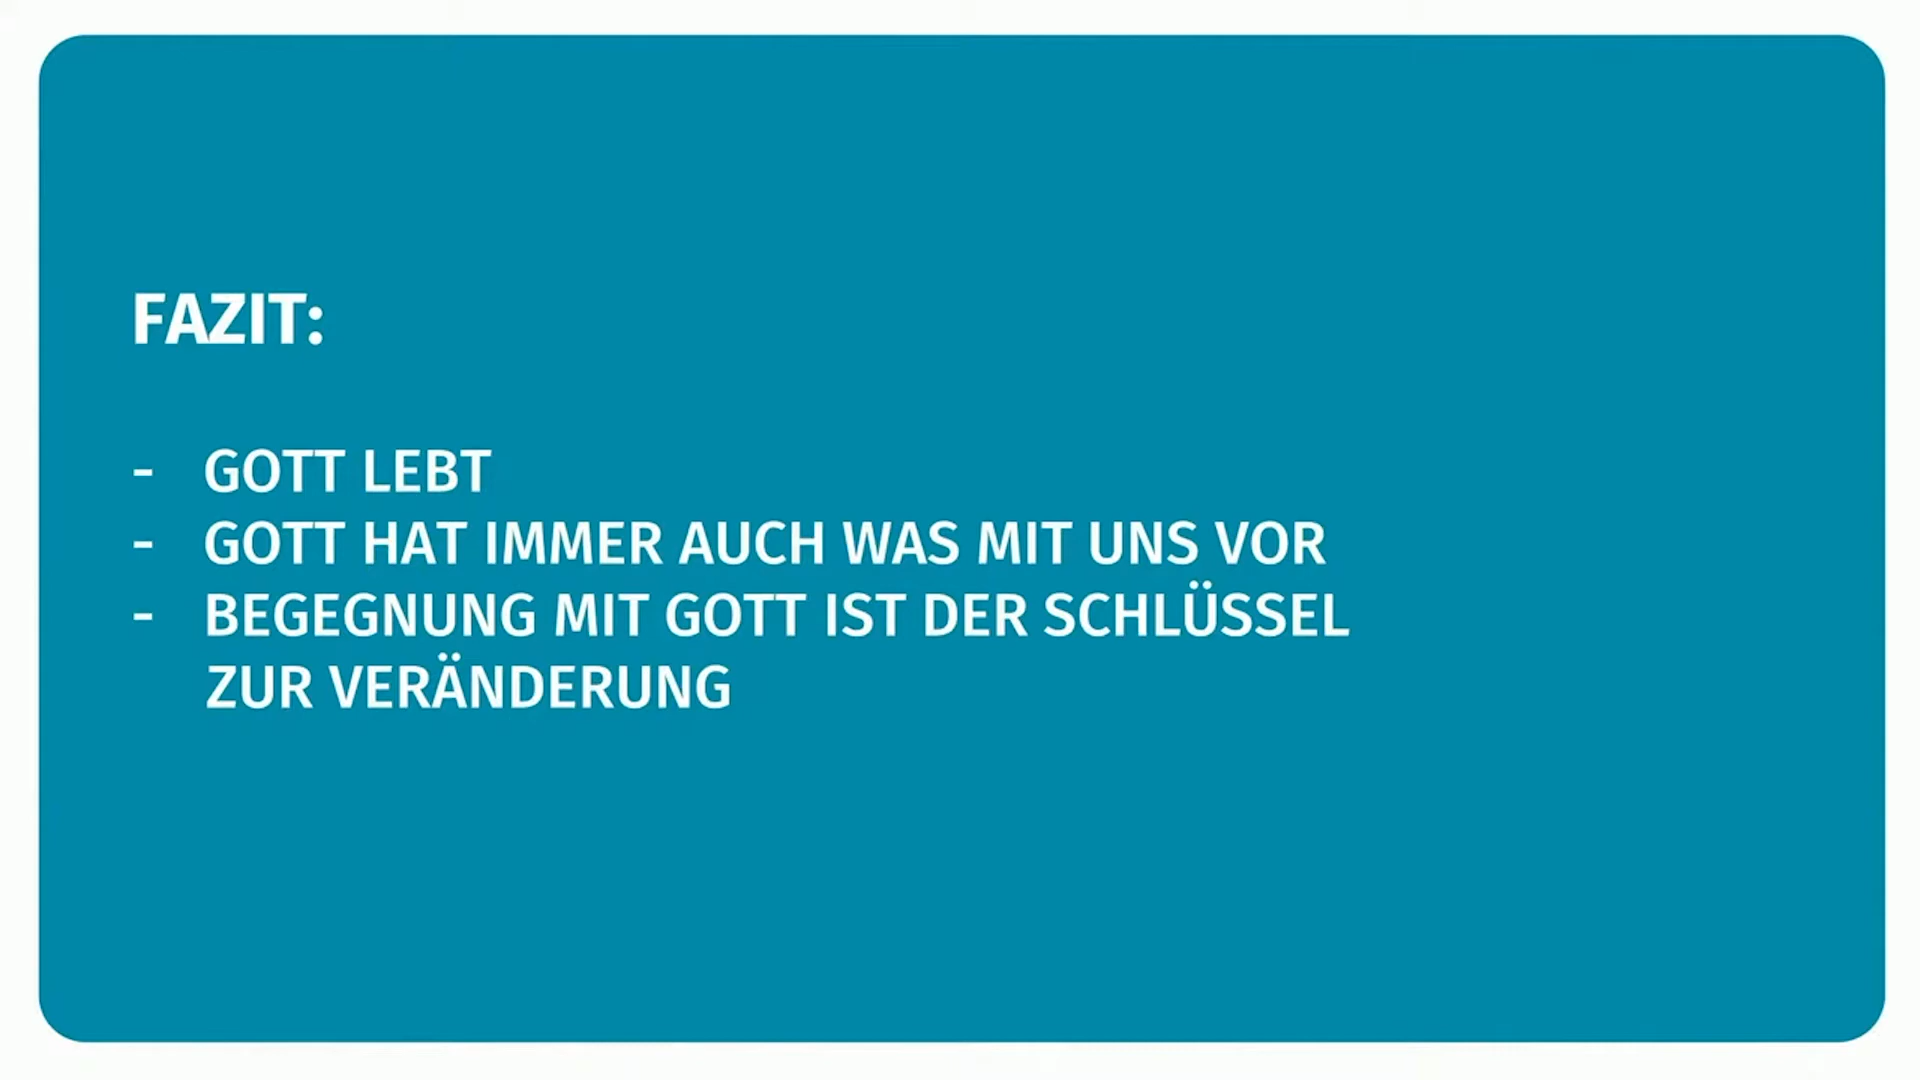 FAZIT:
- GOTT LEBT
- GOTT HAT IMMER AUCH WAS MIT UNS VOR
- BEGEGNUNG MIT GOTT IST DER SCHLÜSSEL
ZUR VERÄNDERUNG